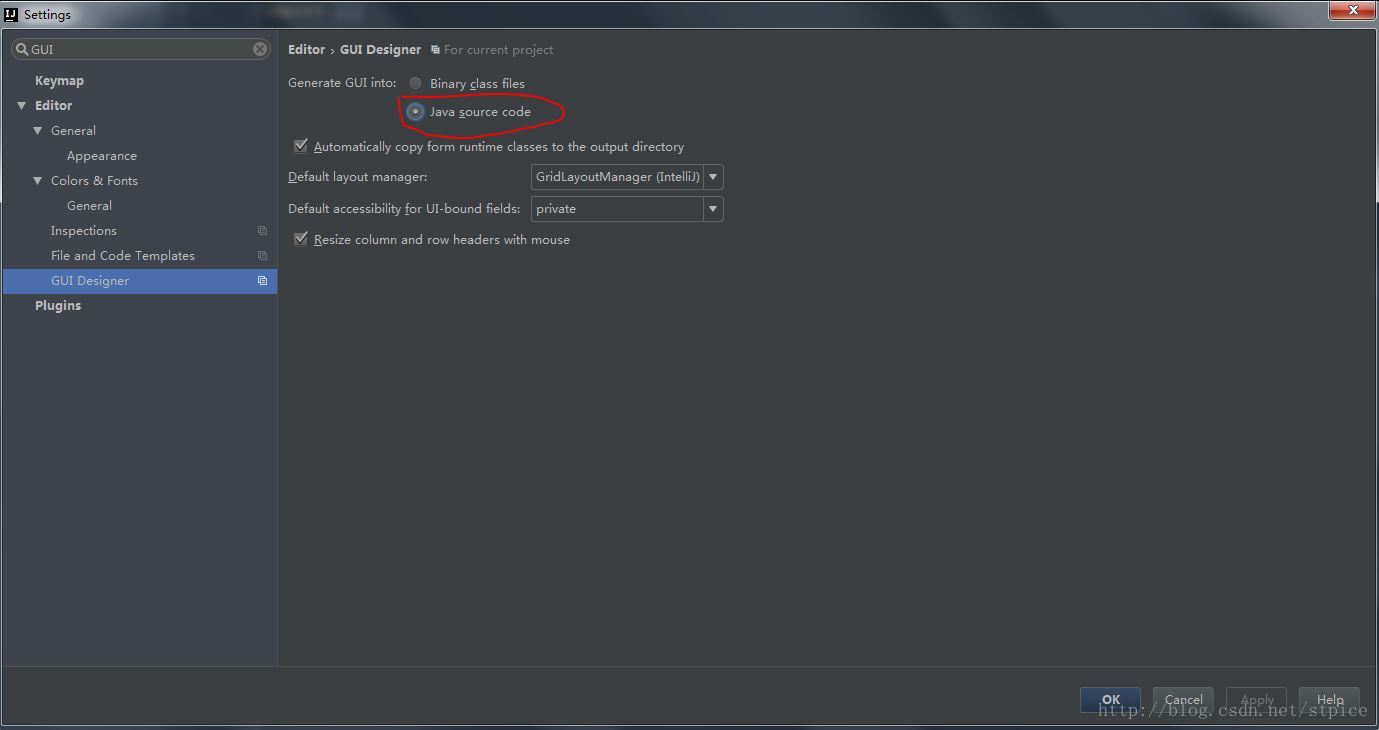 Settings
GUI
Keymap
Editor
General
Appearance
Colors & Fonts
General
Inspections
File and Code Templates
GUI Designer
Plugins
Editor › GUI Designer For current project
Generate GUI into: Binary class files
Java source code
Automatically copy form runtime classes to the output directory
Default layout manager: GridLayoutManager (IntelliJ)
Default accessibility for UI-bound fields: private
Resize column and row headers with mouse
OK Cancel Apply Help
http://blog.csdn.net/stpice